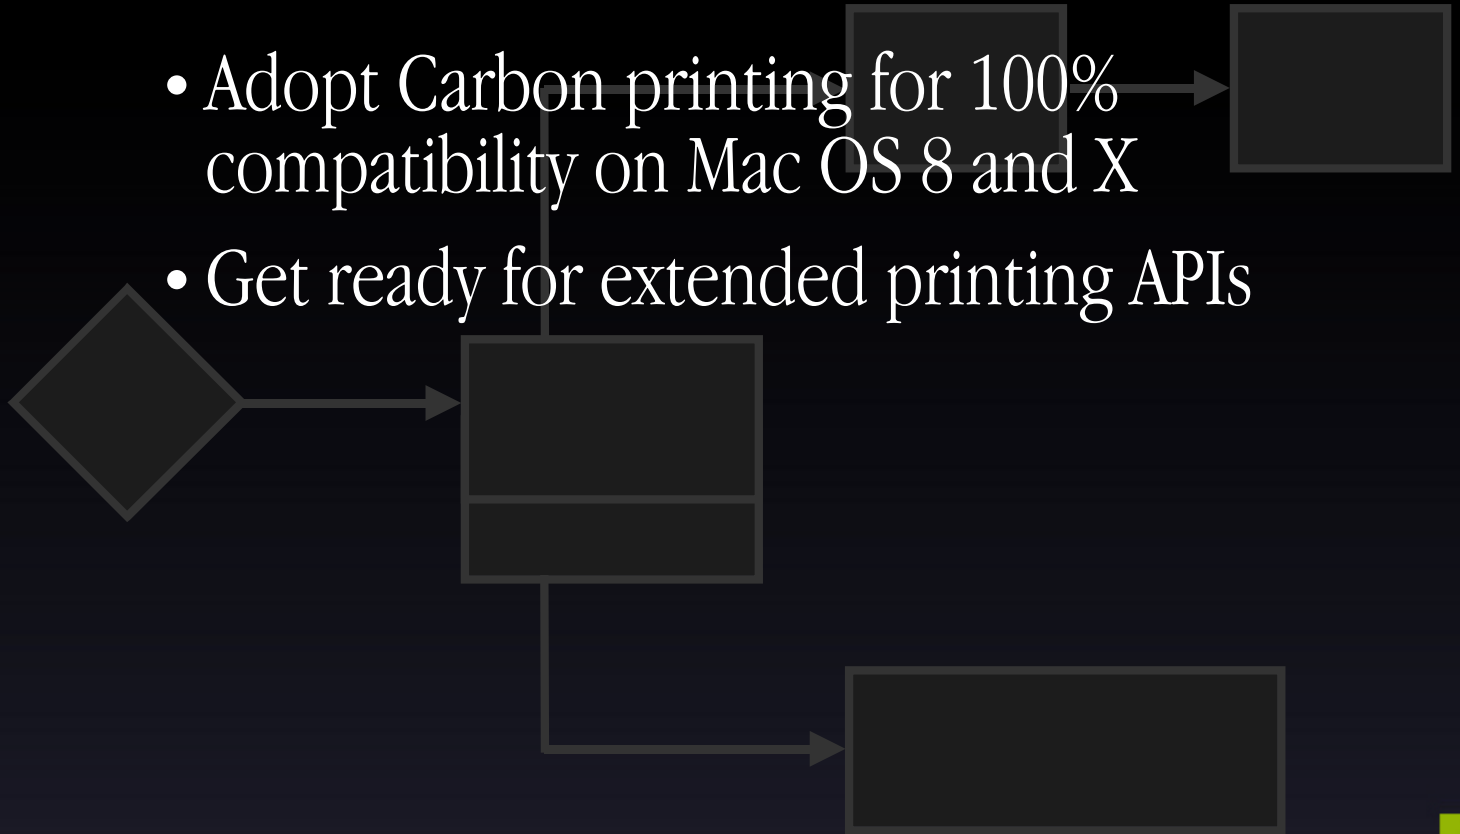 • Adopt Carbon printing for 100%
compatibility on Mac OS 8 and X
• Get ready for extended printing APIs